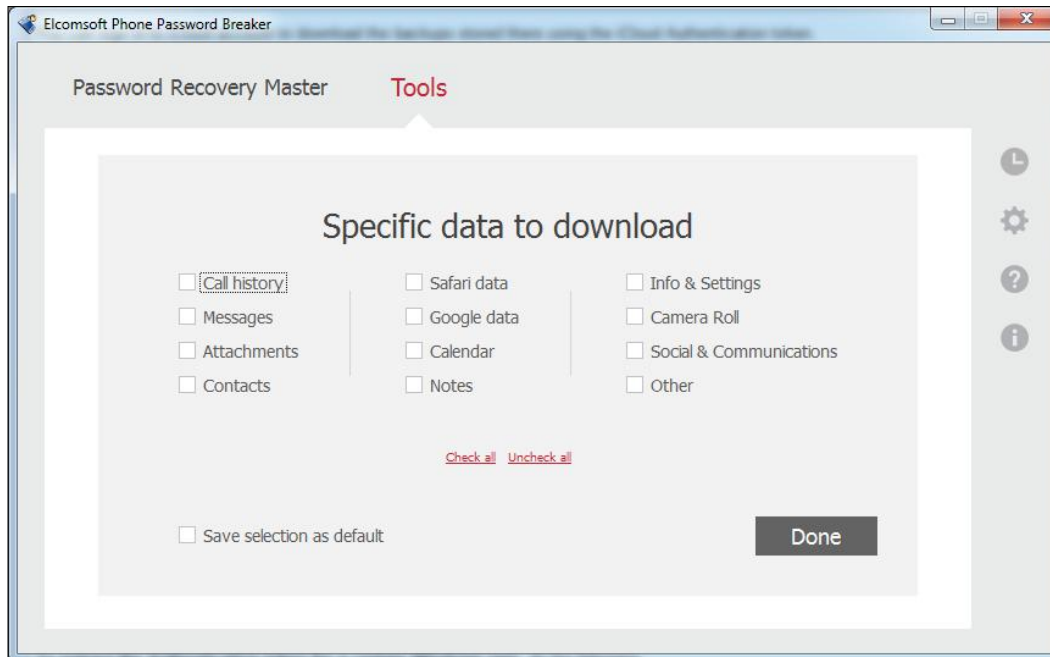 Elcomsoft Phone Password Breaker
Password Recovery Master
Tools
Specific data to download
Call history
Messages
Attachments
Contacts
Safari data
Google data
Calendar
Notes
Info & Settings
Camera Roll
Social & Communications
Other
Check all Uncheck all
Save selection as default
Done